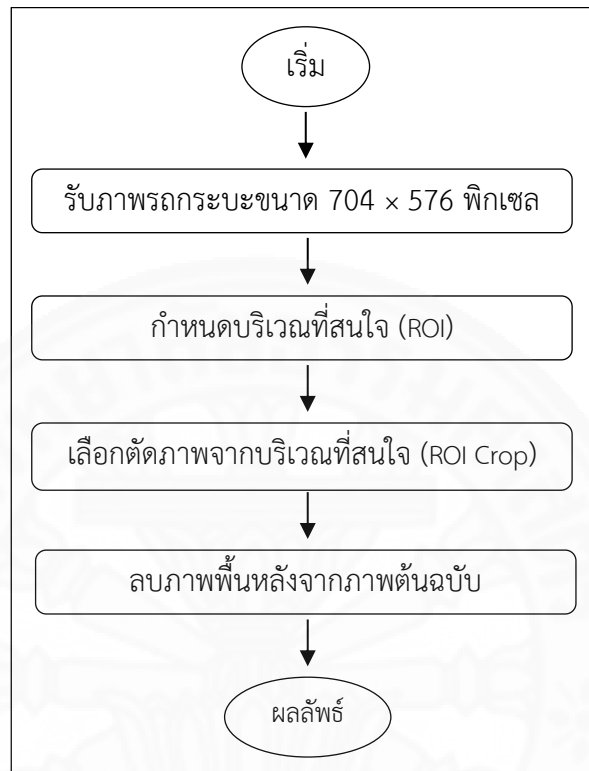 เริ่ม
รับภาพรถกระบะขนาด 704 × 576 พิกเซล
กำหนดบริเวณที่สนใจ (ROI)
เลือกตัดภาพจากบริเวณที่สนใจ (ROI Crop)
ลบภาพพื้นหลังจากภาพต้นฉบับ
ผลลัพธ์